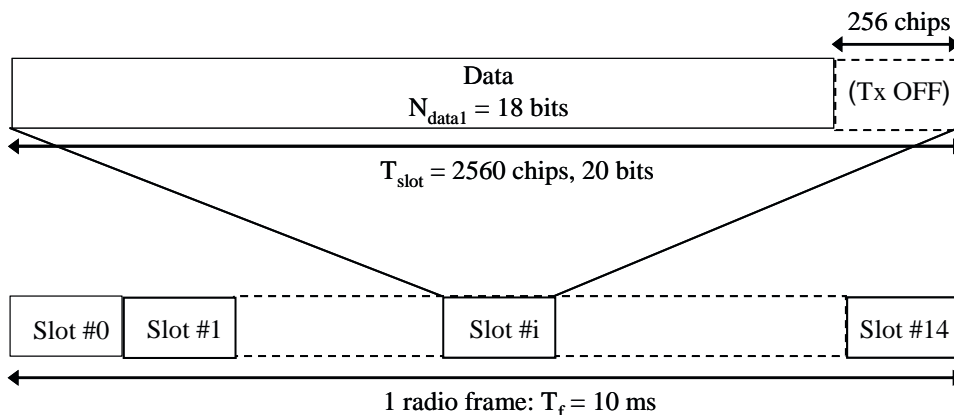 256 chips
Data
N_data1 = 18 bits
(Tx OFF)
T_slot = 2560 chips, 20 bits
Slot #0
Slot #1
Slot #i
Slot #14
1 radio frame: T_f = 10 ms